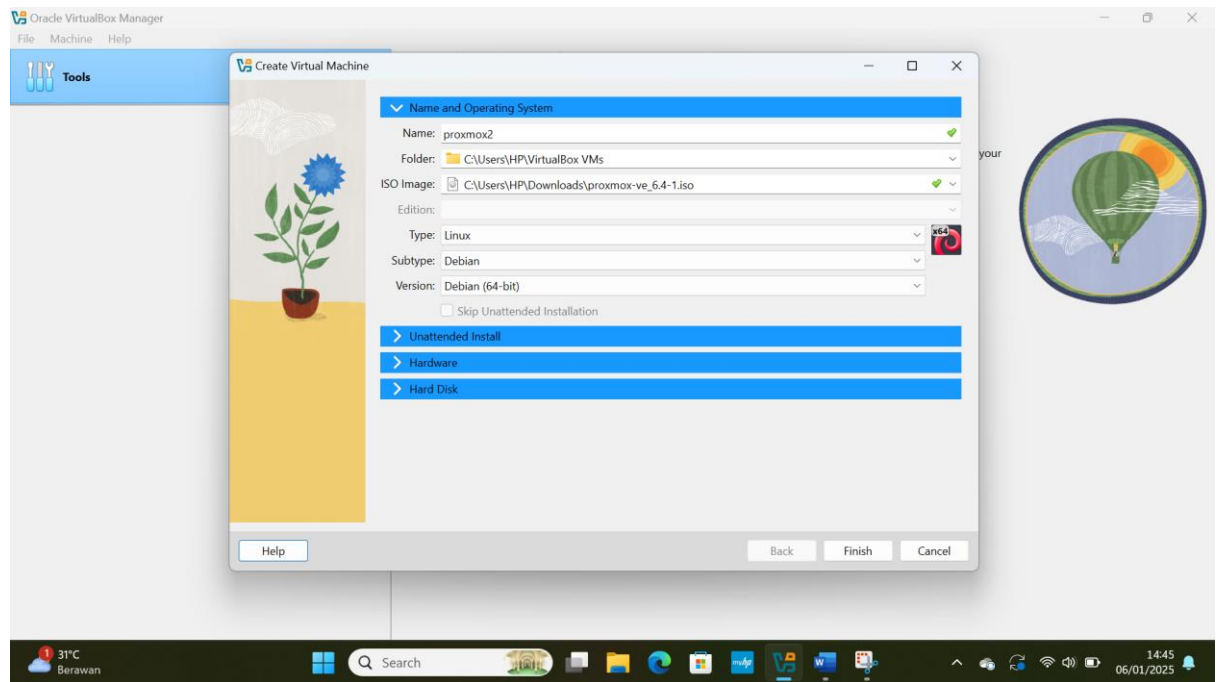 Oracle VirtualBox Manager
File Machine Help
Tools
Create Virtual Machine
Name and Operating System
Name: proxmox2
Folder: C:\Users\HP\VirtualBox VMs
your
ISO Image: C:\Users\HP\Downloads\proxmox-ve_6.4-1.iso
Edition:
Type: Linux
x64
Subtype: Debian
Version: Debian (64-bit)
Skip Unattended Installation
Unattended Install
Hardware
Hard Disk
Help Back Finish Cancel
1
31°C
Berawan
Search
myhp
W
14:45
06/01/2025